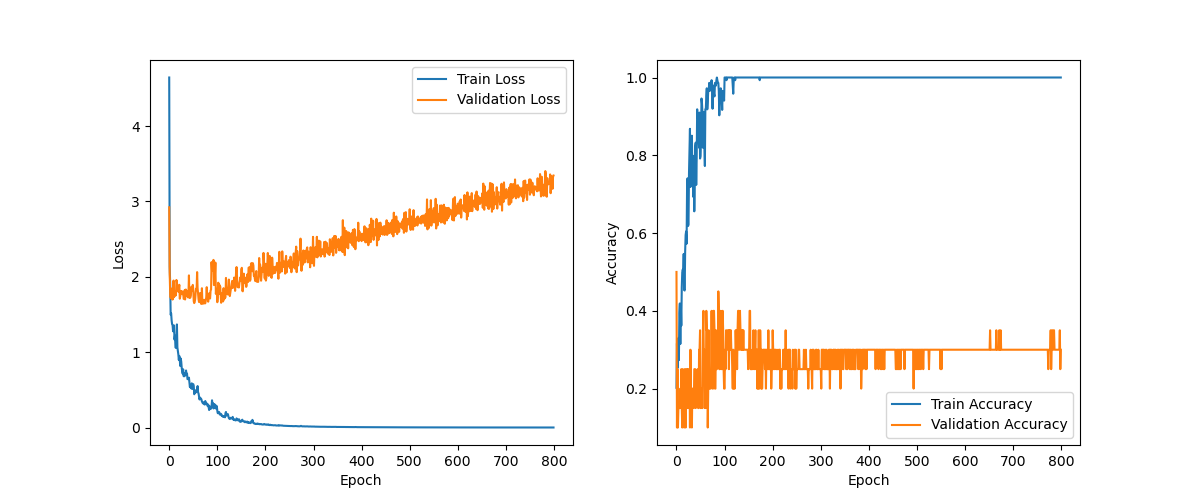 Train Loss
Validation Loss
4
3
2
1
0
Loss
0 100 200 300 400 500 600 700 800
Epoch
1.0
0.8
0.6
0.4
0.2
Accuracy
Train Accuracy
Validation Accuracy
0 100 200 300 400 500 600 700 800
Epoch